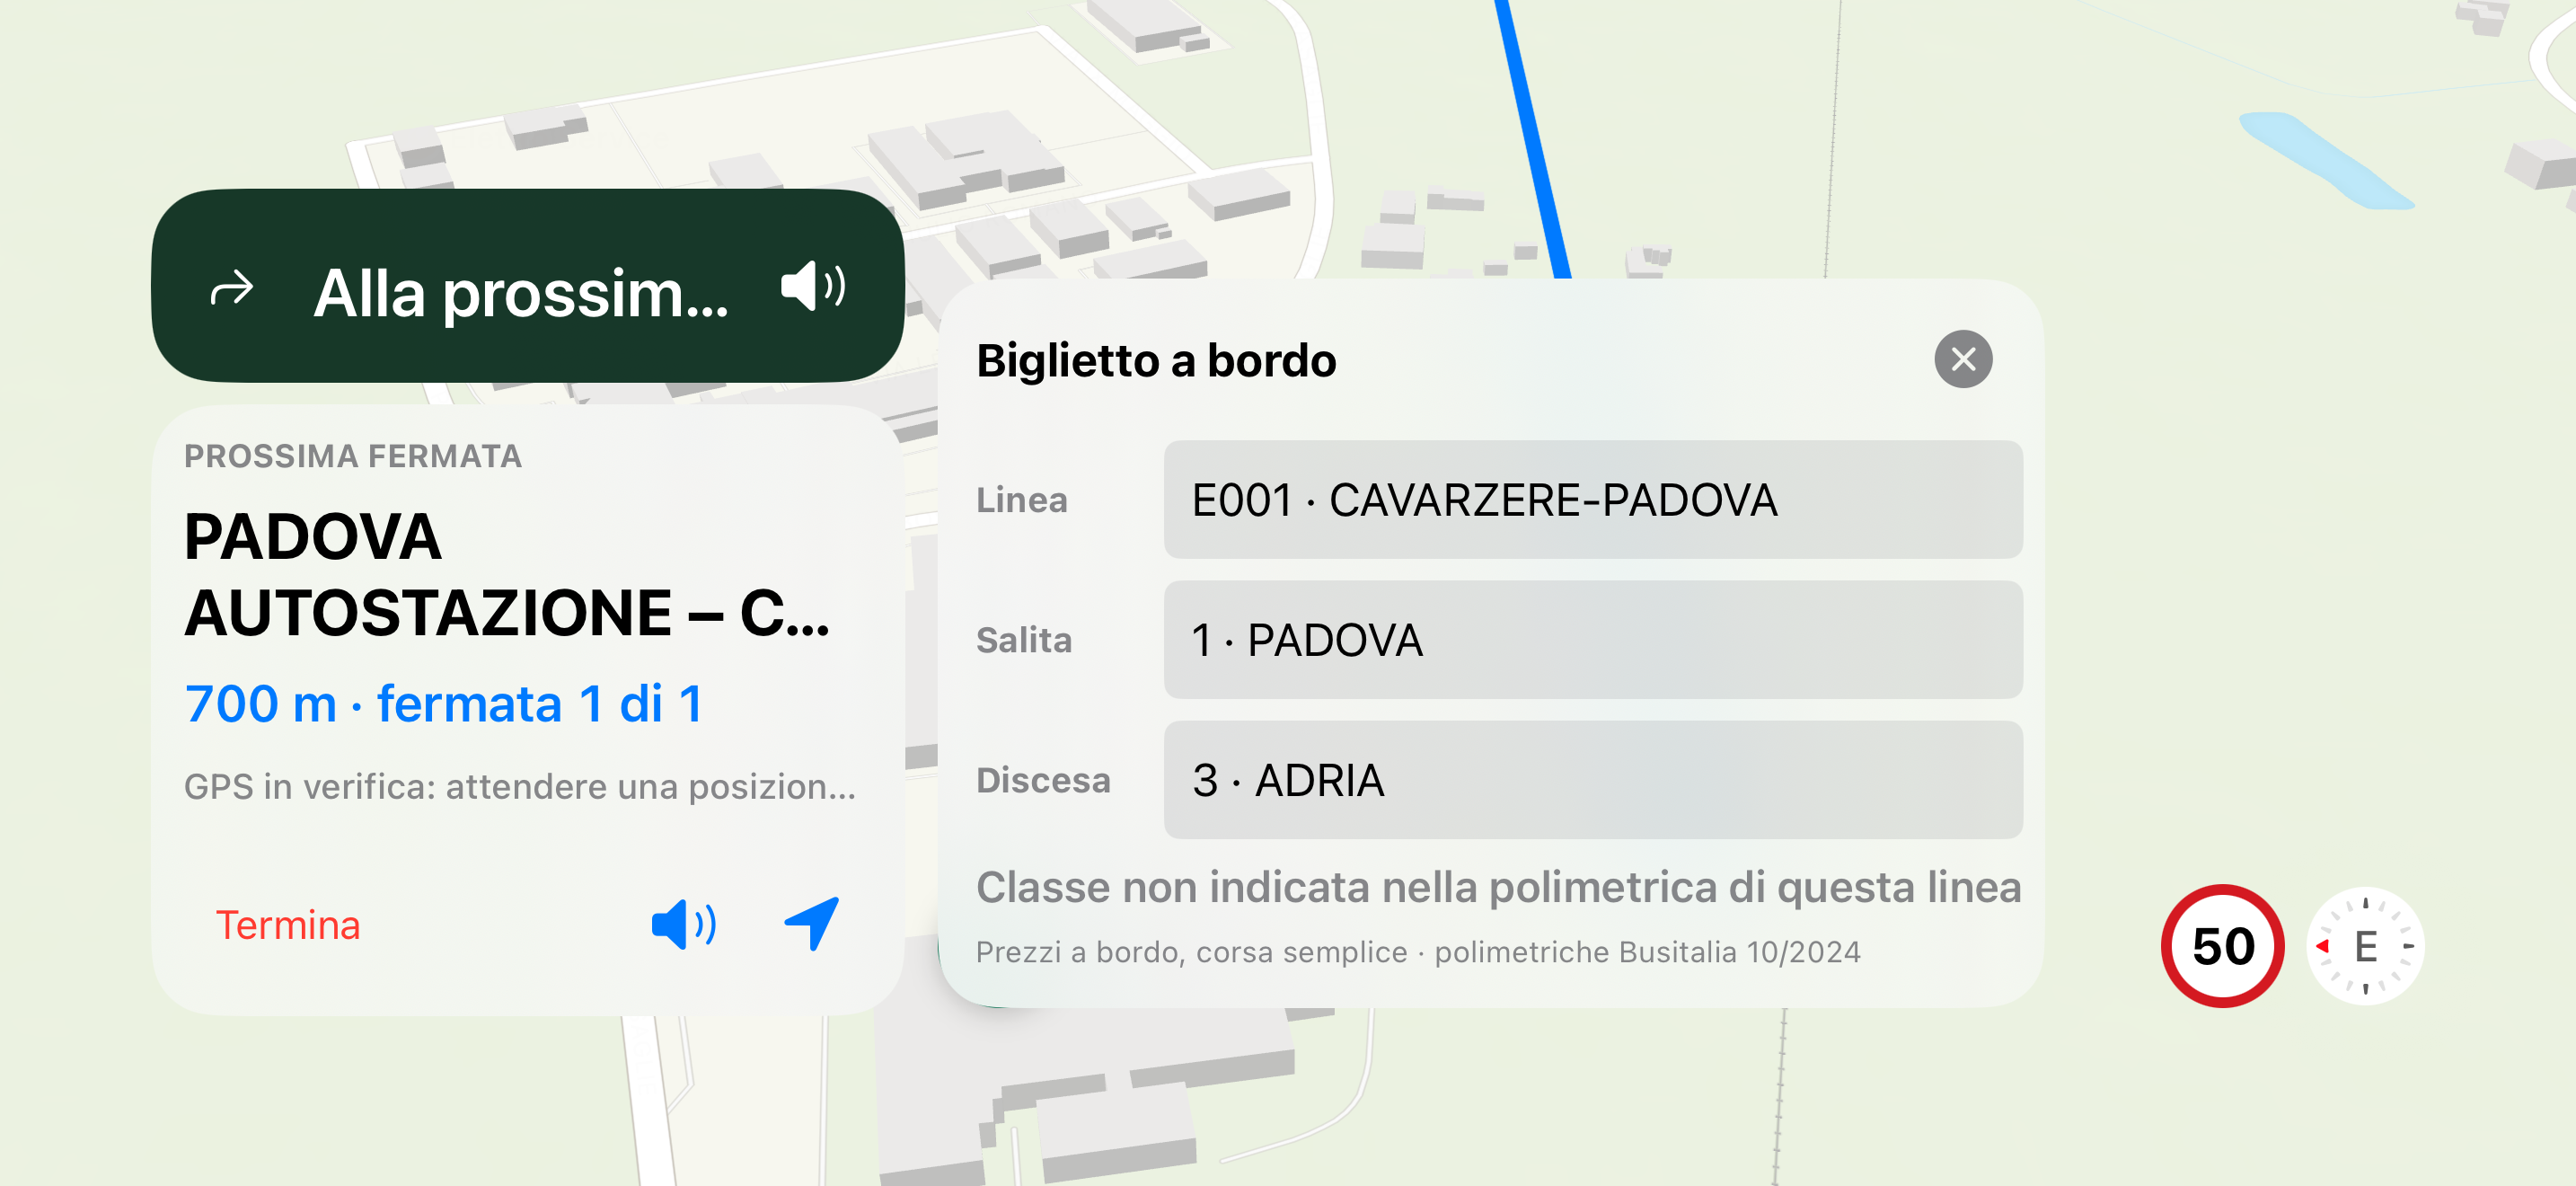 Alla prossim...
PROSSIMA FERMATA
PADOVA
AUTOSTAZIONE – C...
700 m · fermata 1 di 1
GPS in verifica: attendere una posizion...
Termina
Biglietto a bordo
Linea
E001 · CAVARZERE-PADOVA
Salita
1 · PADOVA
Discesa
3 · ADRIA
Classe non indicata nella polimetrica di questa linea
Prezzi a bordo, corsa semplice · polimetriche Busitalia 10/2024
50
E